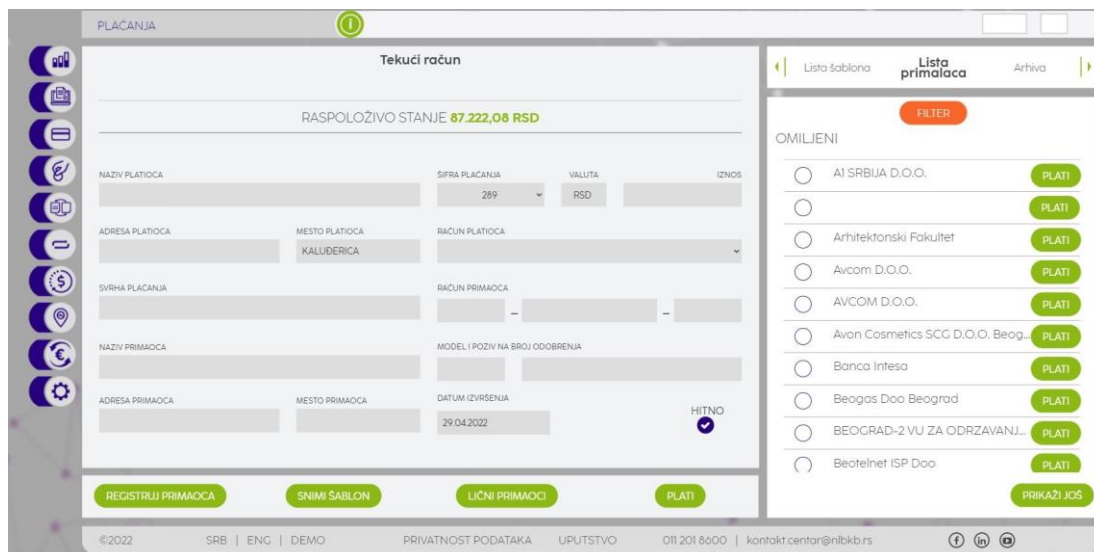 PLAĆANJA
Tekući račun
RASPOLOŽIVO STANJE 87.222,08 RSD
NAZIV PLATIOCA
ŠIFRA PLAĆANJA
VALUTA
IZNOS
289
RSD
ADRESA PLATIOCA
MESTO PLATIOCA
RAČUN PLATIOCA
KALUĐERICA
SVRHA PLAĆANJA
RAČUN PRIMAOCA
–
–
NAZIV PRIMAOCA
MODEL I POZIV NA BROJ ODOBRENJA
ADRESA PRIMAOCA
MESTO PRIMAOCA
DATUM IZVRŠENJA
29.04.2022
HITNO
REGISTRUJ PRIMAOCA
SNIMI ŠABLON
LIČNI PRIMAOCI
PLATI
Lista šablona
Lista
primalaca
Arhiva
FILTER
OMILJENI
A1 SRBIJA D.O.O. PLATI
PLATI
Arhitektonski Fakultet PLATI
Avcom D.O.O. PLATI
AVCOM D.O.O. PLATI
Avon Cosmetics SCG D.O.O. Beog... PLATI
Banca Intesa PLATI
Beogas Doo Beograd PLATI
BEOGRAD-2 VU ZA ODRZAVANJ... PLATI
Beotelnet ISP Doo PLATI
PRIKAŽI JOŠ
©2022 SRB | ENG | DEMO PRIVATNOST PODATAKA UPUTSTVO 011 201 8600 | kontakt.centar@nlbkb.rs